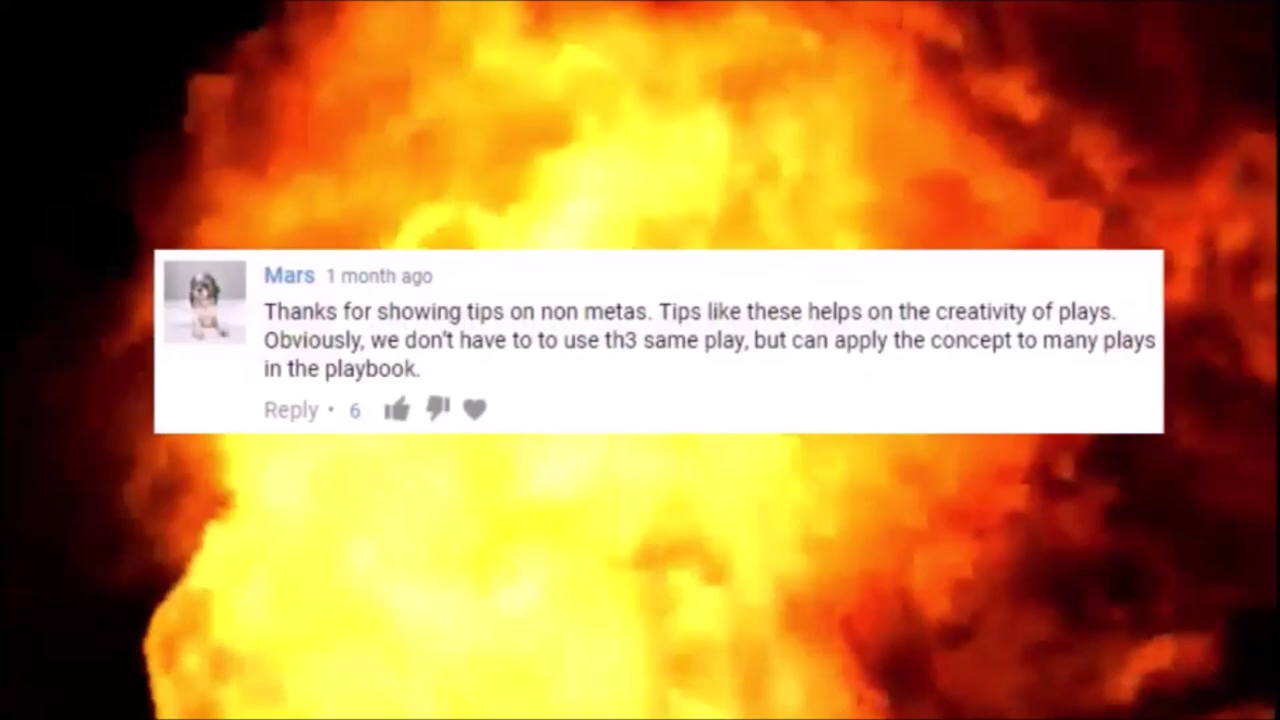 Mars 1 month ago
Thanks for showing tips on non metas. Tips like these helps on the creativity of plays.
Obviously, we don't have to to use th3 same play, but can apply the concept to many plays
in the playbook.
Reply • 6